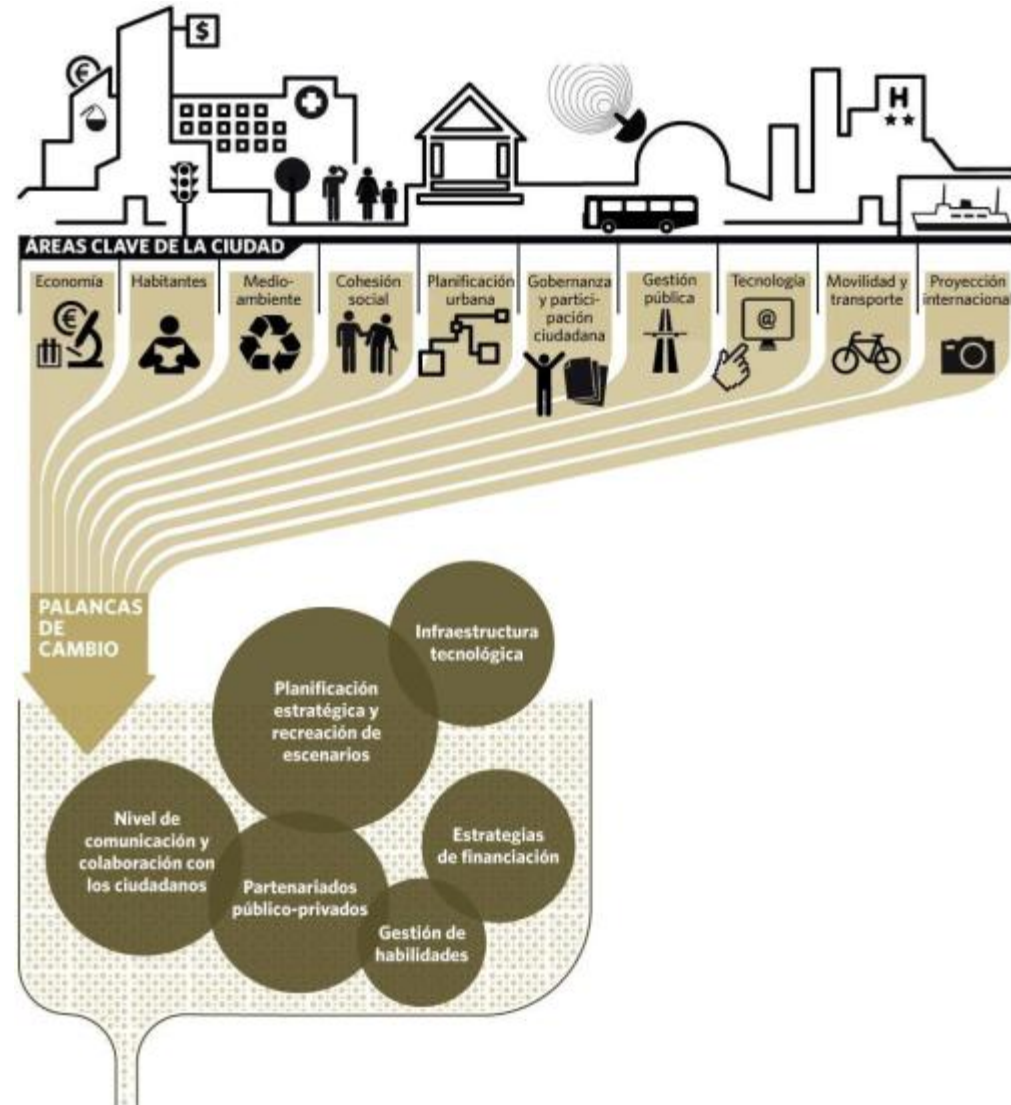 $
€
H
ÁREAS CLAVE DE LA CIUDAD
Economía
€
Habitantes
Medio-
ambiente
Cohesión
social
Planificación
urbana
Gobernanza
y partici-
pación
ciudadana
Gestión
pública
Tecnología
@
Movilidad y
transporte
Proyección
internacional
PALANCAS
DE
CAMBIO
Infraestructura
tecnológica
Planificación
estratégica y
recreación de
escenarios
Nivel de
comunicación y
colaboración con
los ciudadanos
Estrategias
de financiación
Partenariados
público-privados
Gestión de
habilidades